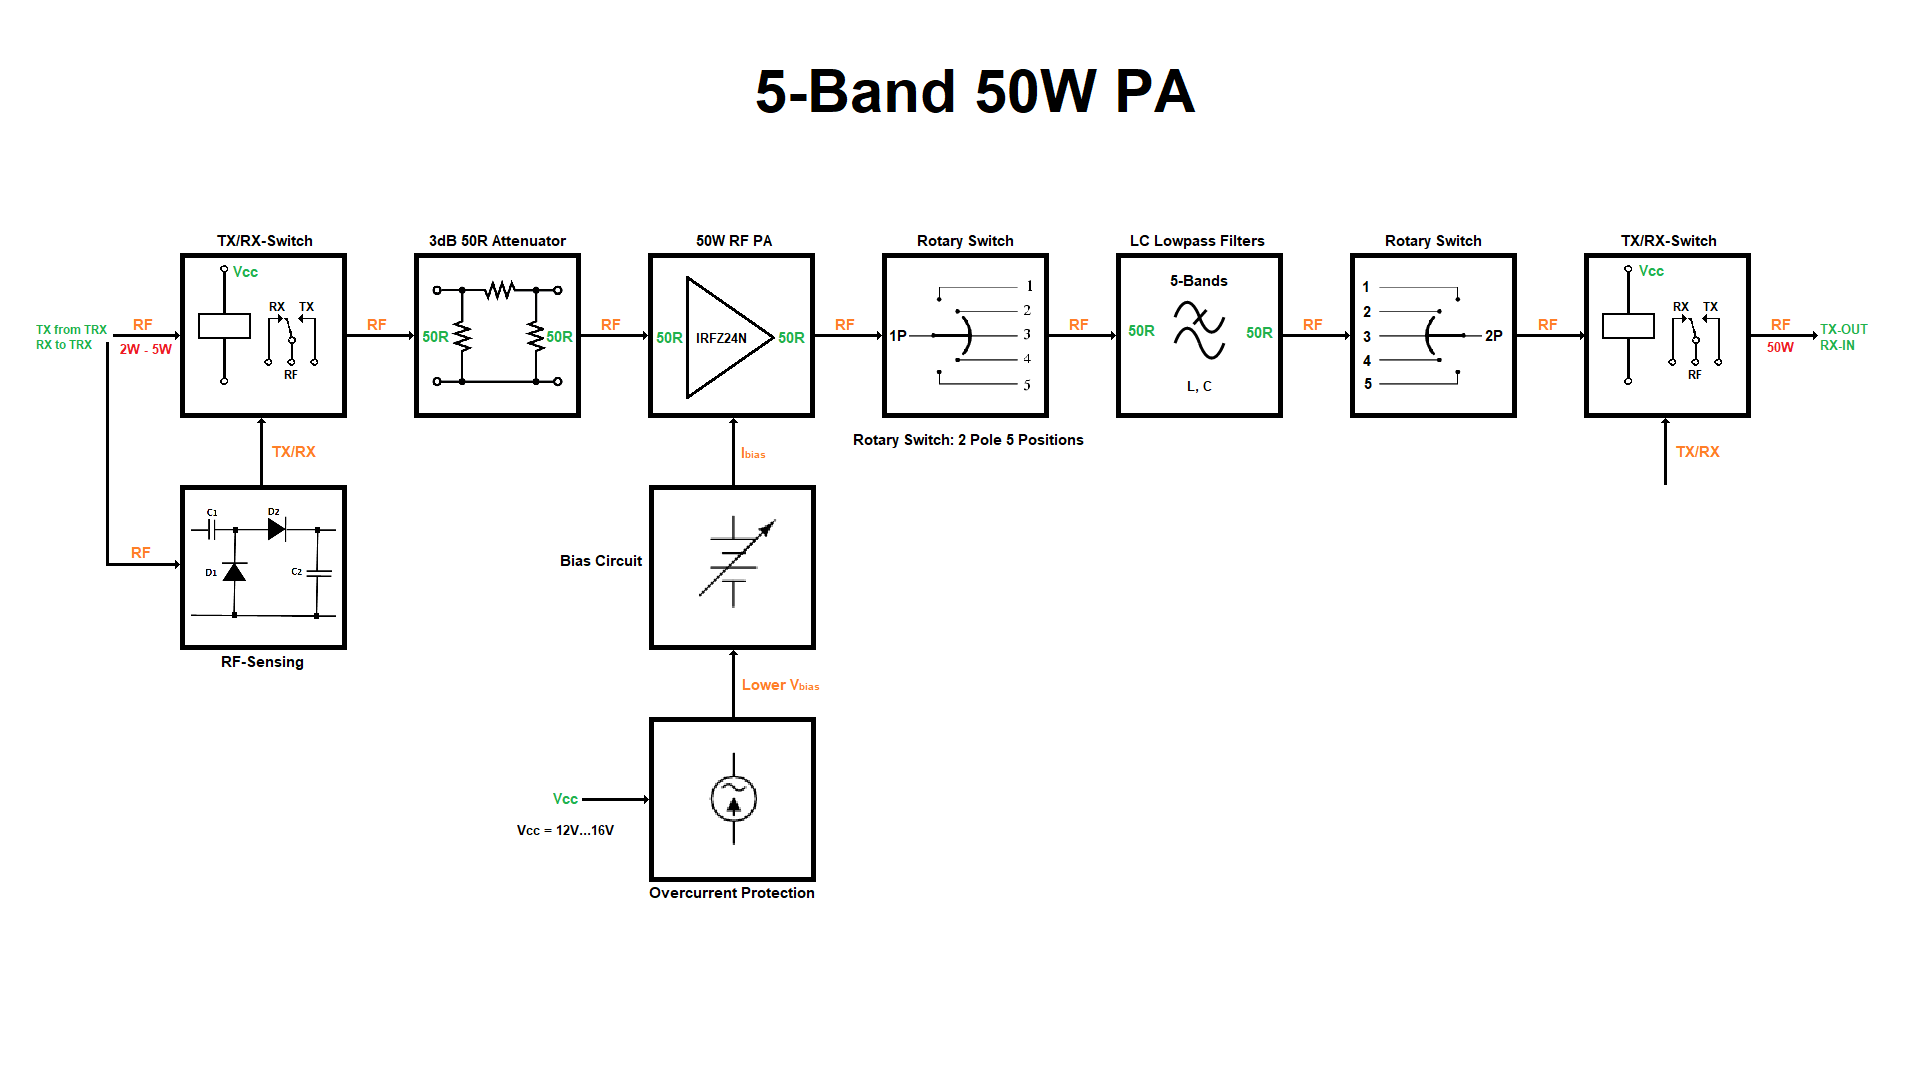 5-Band 50W PA
TX/RX-Switch
3dB 50R Attenuator
50W RF PA
Rotary Switch
LC Lowpass Filters
Rotary Switch
TX/RX-Switch
TX from TRX
RX to TRX
RF
2W - 5W
Vcc
RX TX
RF
RF
50R
50R
RF
50R
IRFZ24N
50R
RF
1P
1
2
3
4
5
RF
5-Bands
50R
50R
L, C
RF
1
2
3
4
5
2P
RF
Vcc
RX TX
RF
RF
50W
TX-OUT
RX-IN
Rotary Switch: 2 Pole 5 Positions
TX/RX
Ibias
TX/RX
RF
C1
D2
D1
C2
RF-Sensing
Bias Circuit
Lower Vbias
Vcc
Vcc = 12V...16V
Overcurrent Protection